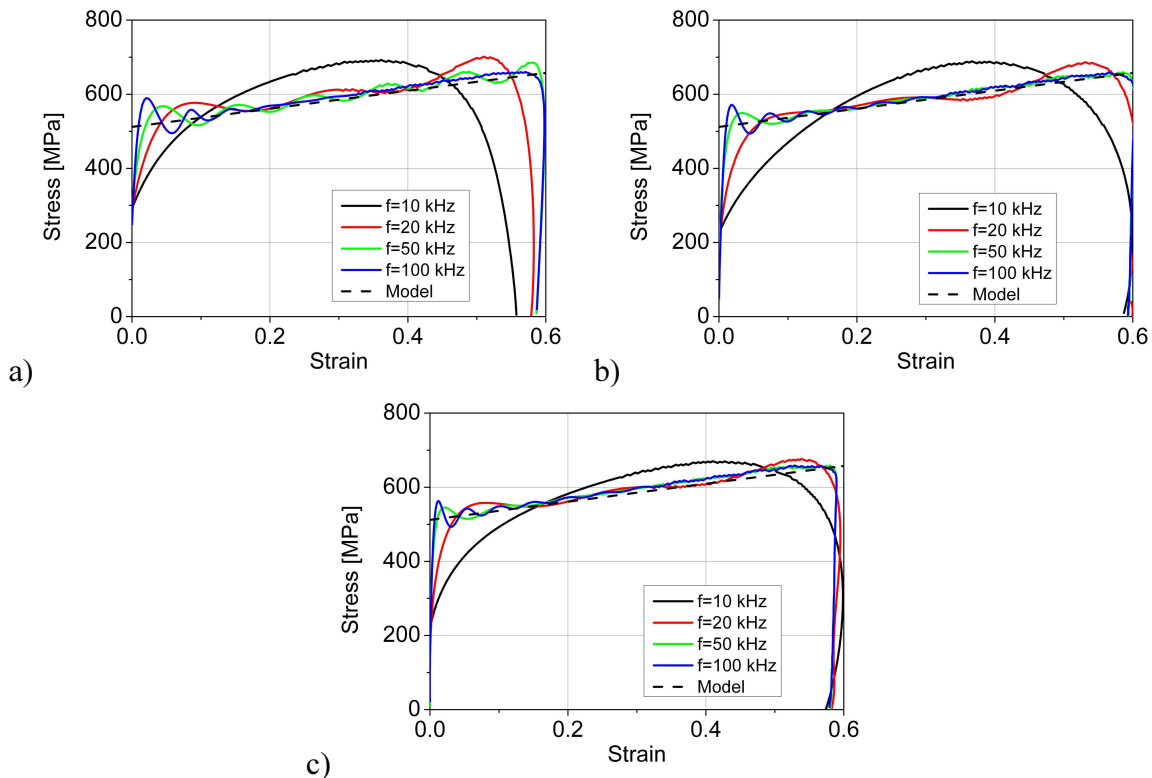 800
600
400
200
0
Stress [MPa]
f=10 kHz
f=20 kHz
f=50 kHz
f=100 kHz
Model
0.0
0.2
0.4
0.6
Strain
a)
800
600
400
200
0
Stress [MPa]
f=10 kHz
f=20 kHz
f=50 kHz
f=100 kHz
Model
0.0
0.2
0.4
0.6
Strain
b)
800
600
400
200
0
Stress [MPa]
f=10 kHz
f=20 kHz
f=50 kHz
f=100 kHz
Model
0.0
0.2
0.4
0.6
Strain
c)